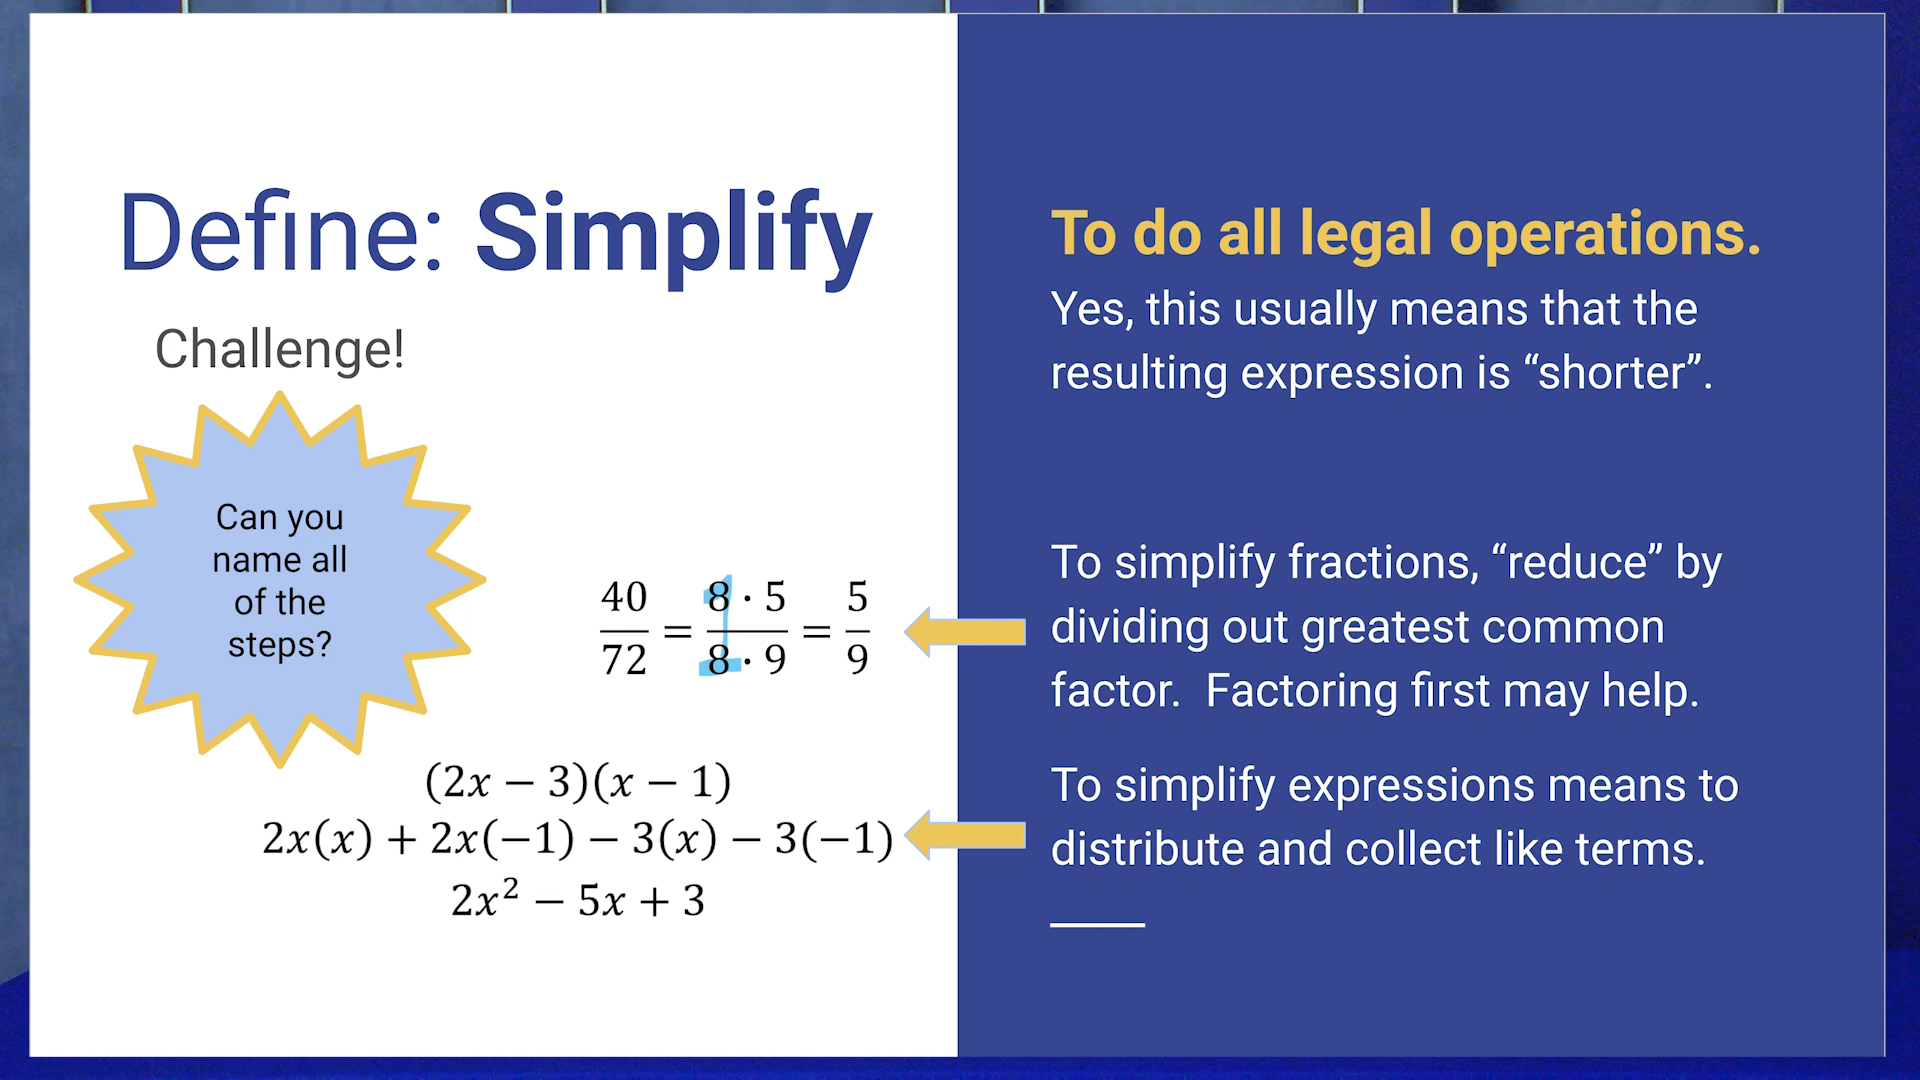 Define: Simplify
Challenge!
Can you
name all
of the
steps?
40/72 = 8 · 5/8 · 9 = 5/9
1
(2x − 3)(x − 1)
2x(x) + 2x(−1) − 3(x) − 3(−1)
2x² − 5x + 3
To do all legal operations.
Yes, this usually means that the
resulting expression is “shorter”.
To simplify fractions, “reduce” by
dividing out greatest common
factor.  Factoring first may help.
To simplify expressions means to
distribute and collect like terms.